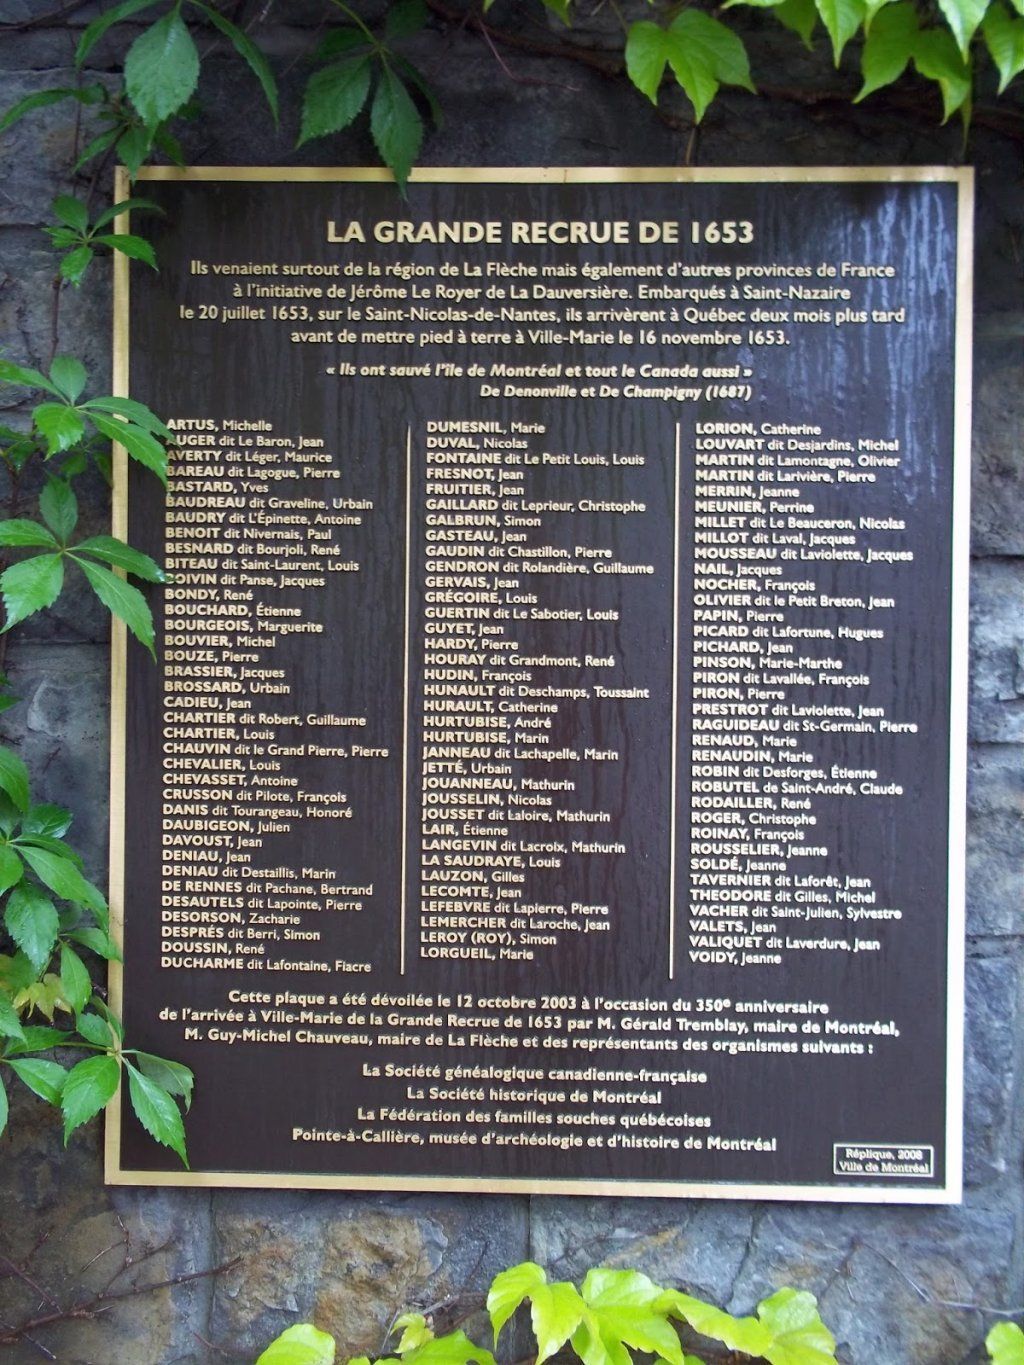 LA GRANDE RECRUE DE 1653
Ils venaient surtout de la région de La Flèche mais également d'autres provinces de France
à l'initiative de Jérôme Le Royer de La Dauversière. Embarqués à Saint-Nazaire
le 20 juillet 1653, sur le Saint-Nicolas-de-Nantes, ils arrivèrent à Québec deux mois plus tard
avant de mettre pied à terre à Ville-Marie le 16 novembre 1653.
« Ils ont sauvé l'île de Montréal et tout le Canada aussi »
De Denonville et De Champigny (1687)
ARTUS, Michelle
AUGER dit Le Baron, Jean
AVERTY dit Léger, Maurice
BAREAU dit Lagogue, Pierre
BASTARD, Yves
BAUDREAU dit Graveline, Urbain
BAUDRY dit L'Épinette, Antoine
BENOIT dit Nivernais, Paul
BESNARD dit Bourjoli, René
BITEAU dit Saint-Laurent, Louis
BOIVIN dit Panse, Jacques
BONDY, René
BOUCHARD, Étienne
BOURGEOIS, Marguerite
BOUVIER, Michel
BOUZE, Pierre
BRASSIER, Jacques
BROSSARD, Urbain
CADIEU, Jean
CHARTIER dit Robert, Guillaume
CHARTIER, Louis
CHAUVIN dit le Grand Pierre, Pierre
CHEVALIER, Louis
CHEVASSET, Antoine
CRUSSON dit Pilote, François
DANIS dit Tourangeau, Honoré
DAUBIGEON, Julien
DAVOUST, Jean
DENIAU, Jean
DENIAU dit Destaillis, Marin
DE RENNES dit Pachane, Bertrand
DESAUTELS dit Lapointe, Pierre
DESORSON, Zacharie
DESPRÉS dit Berri, Simon
DOUSSIN, René
DUCHARME dit Lafontaine, Fiacre
DUMESNIL, Marie
DUVAL, Nicolas
FONTAINE dit Le Petit Louis, Louis
FRESNOT, Jean
FRUITIER, Jean
GAILLARD dit Leprieur, Christophe
GALBRUN, Simon
GASTEAU, Jean
GAUDIN dit Chastillon, Pierre
GENDRON dit Rolandière, Guillaume
GERVAIS, Jean
GRÉGOIRE, Louis
GUERTIN dit Le Sabotier, Louis
GUYET, Jean
HARDY, Pierre
HOURAY dit Grandmont, René
HUDIN, François
HUNAULT dit Deschamps, Toussaint
HURAULT, Catherine
HURTUBISE, André
HURTUBISE, Marin
JANNEAU dit Lachapelle, Marin
JETTÉ, Urbain
JOUANNEAU, Mathurin
JOUSSELIN, Nicolas
JOUSSET dit Laloire, Mathurin
LAIR, Étienne
LANGEVIN dit Lacroix, Mathurin
LA SAUDRAYE, Louis
LAUZON, Gilles
LECOMTE, Jean
LEFEBVRE dit Lapierre, Pierre
LEMERCHER dit Laroche, Jean
LEROY (ROY), Simon
LORGUEIL, Marie
LORION, Catherine
LOUVART dit Desjardins, Michel
MARTIN dit Lamontagne, Olivier
MARTIN dit Larivière, Pierre
MERRIN, Jeanne
MEUNIER, Perrine
MILLET dit Le Beauceron, Nicolas
MILLOT dit Laval, Jacques
MOUSSEAU dit Laviolette, Jacques
NAIL, Jacques
NOCHER, François
OLIVIER dit le Petit Breton, Jean
PAPIN, Pierre
PICARD dit Lafortune, Hugues
PICHARD, Jean
PINSON, Marie-Marthe
PIRON dit Lavallée, François
PIRON, Pierre
PRESTROT dit Laviolette, Jean
RAGUIDEAU dit St-Germain, Pierre
RENAUD, Marie
RENAUDIN, Marie
ROBIN dit Desforges, Étienne
ROBUTEL de Saint-André, Claude
RODAILLER, René
ROGER, Christophe
ROINAY, François
ROUSSELIER, Jeanne
SOLDÉ, Jeanne
TAVERNIER dit Laforêt, Jean
THEODORE dit Gilles, Michel
VACHER dit Saint-Julien, Sylvestre
VALETS, Jean
VALIQUET dit Laverdure, Jean
VOIDY, Jeanne
Cette plaque a été dévoilée le 12 octobre 2003 à l'occasion du 350e anniversaire
de l'arrivée à Ville-Marie de la Grande Recrue de 1653 par M. Gérald Tremblay, maire de Montréal,
M. Guy-Michel Chauveau, maire de La Flèche et des représentants des organismes suivants :
La Société généalogique canadienne-française
La Société historique de Montréal
La Fédération des familles souches québécoises
Pointe-à-Callière, musée d'archéologie et d'histoire de Montréal
Réplique, 2008
Ville de Montréal